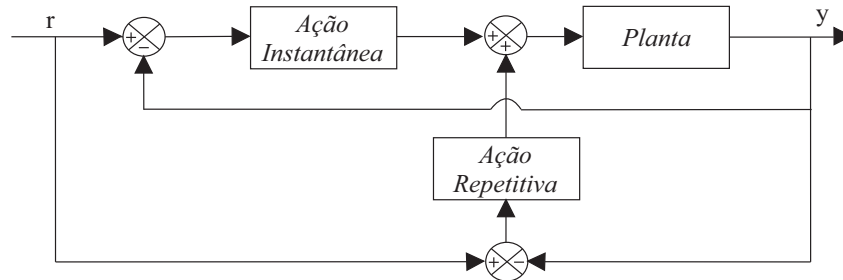 r
y
+
−
Ação
Instantânea
+
+
Planta
Ação
Repetitiva
+
−